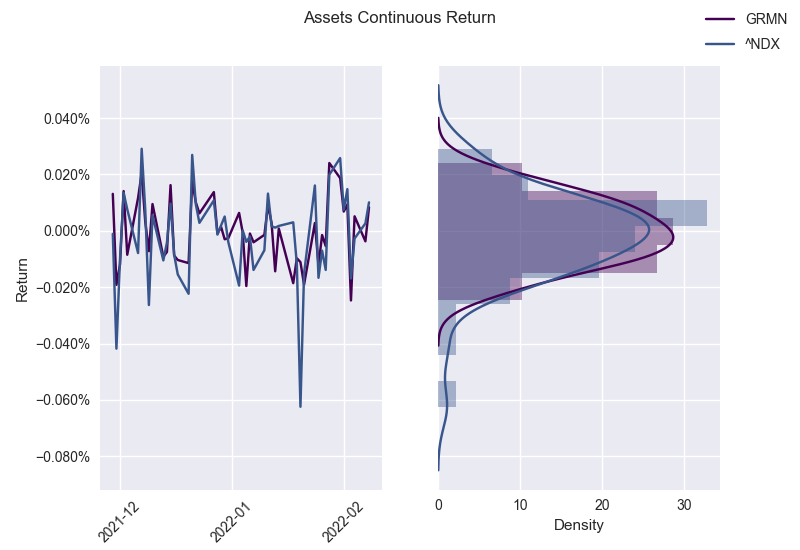 Assets Continuous Return
GRMN
^NDX
Return
0.040%
0.020%
0.000%
−0.020%
−0.040%
−0.060%
−0.080%
2021-12
2022-01
2022-02
0
10
20
30
Density